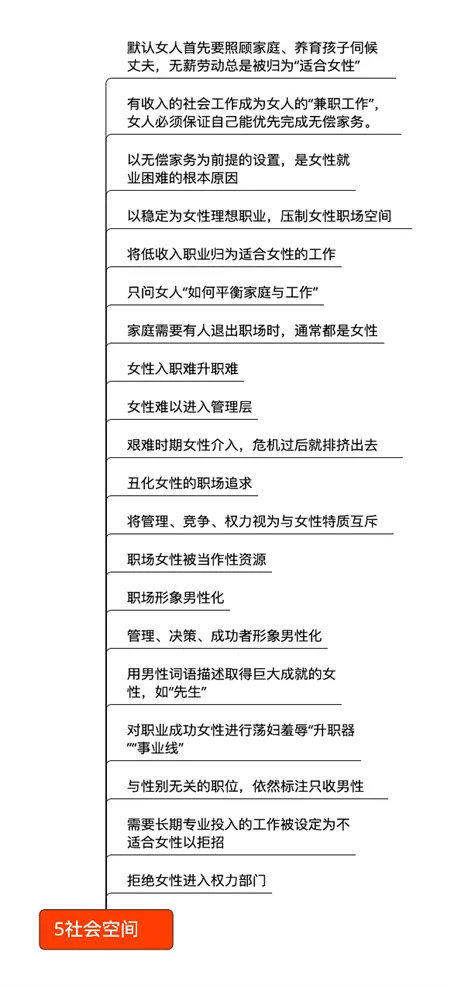 默认女人首先要照顾家庭、养育孩子伺候
丈夫，无薪劳动总是被归为“适合女性”
有收入的社会工作成为女人的“兼职工作”，
女人必须保证自己能优先完成无偿家务。
以无偿家务为前提的设置，是女性就
业困难的根本原因
以稳定为女性理想职业，压制女性职场空间
将低收入职业归为适合女性的工作
只问女人“如何平衡家庭与工作”
家庭需要有人退出职场时，通常都是女性
女性入职难升职难
女性难以进入管理层
艰难时期女性介入，危机过后就排挤出去
丑化女性的职场追求
将管理、竞争、权力视为与女性特质互斥
职场女性被当作性资源
职场形象男性化
管理、决策、成功者形象男性化
用男性词语描述取得巨大成就的女
性，如“先生”
对职业成功女性进行荡妇羞辱“升职器
”“事业线”
与性别无关的职位，依然标注只收男性
需要长期专业投入的工作被设定为不
适合女性以拒招
拒绝女性进入权力部门
5社会空间